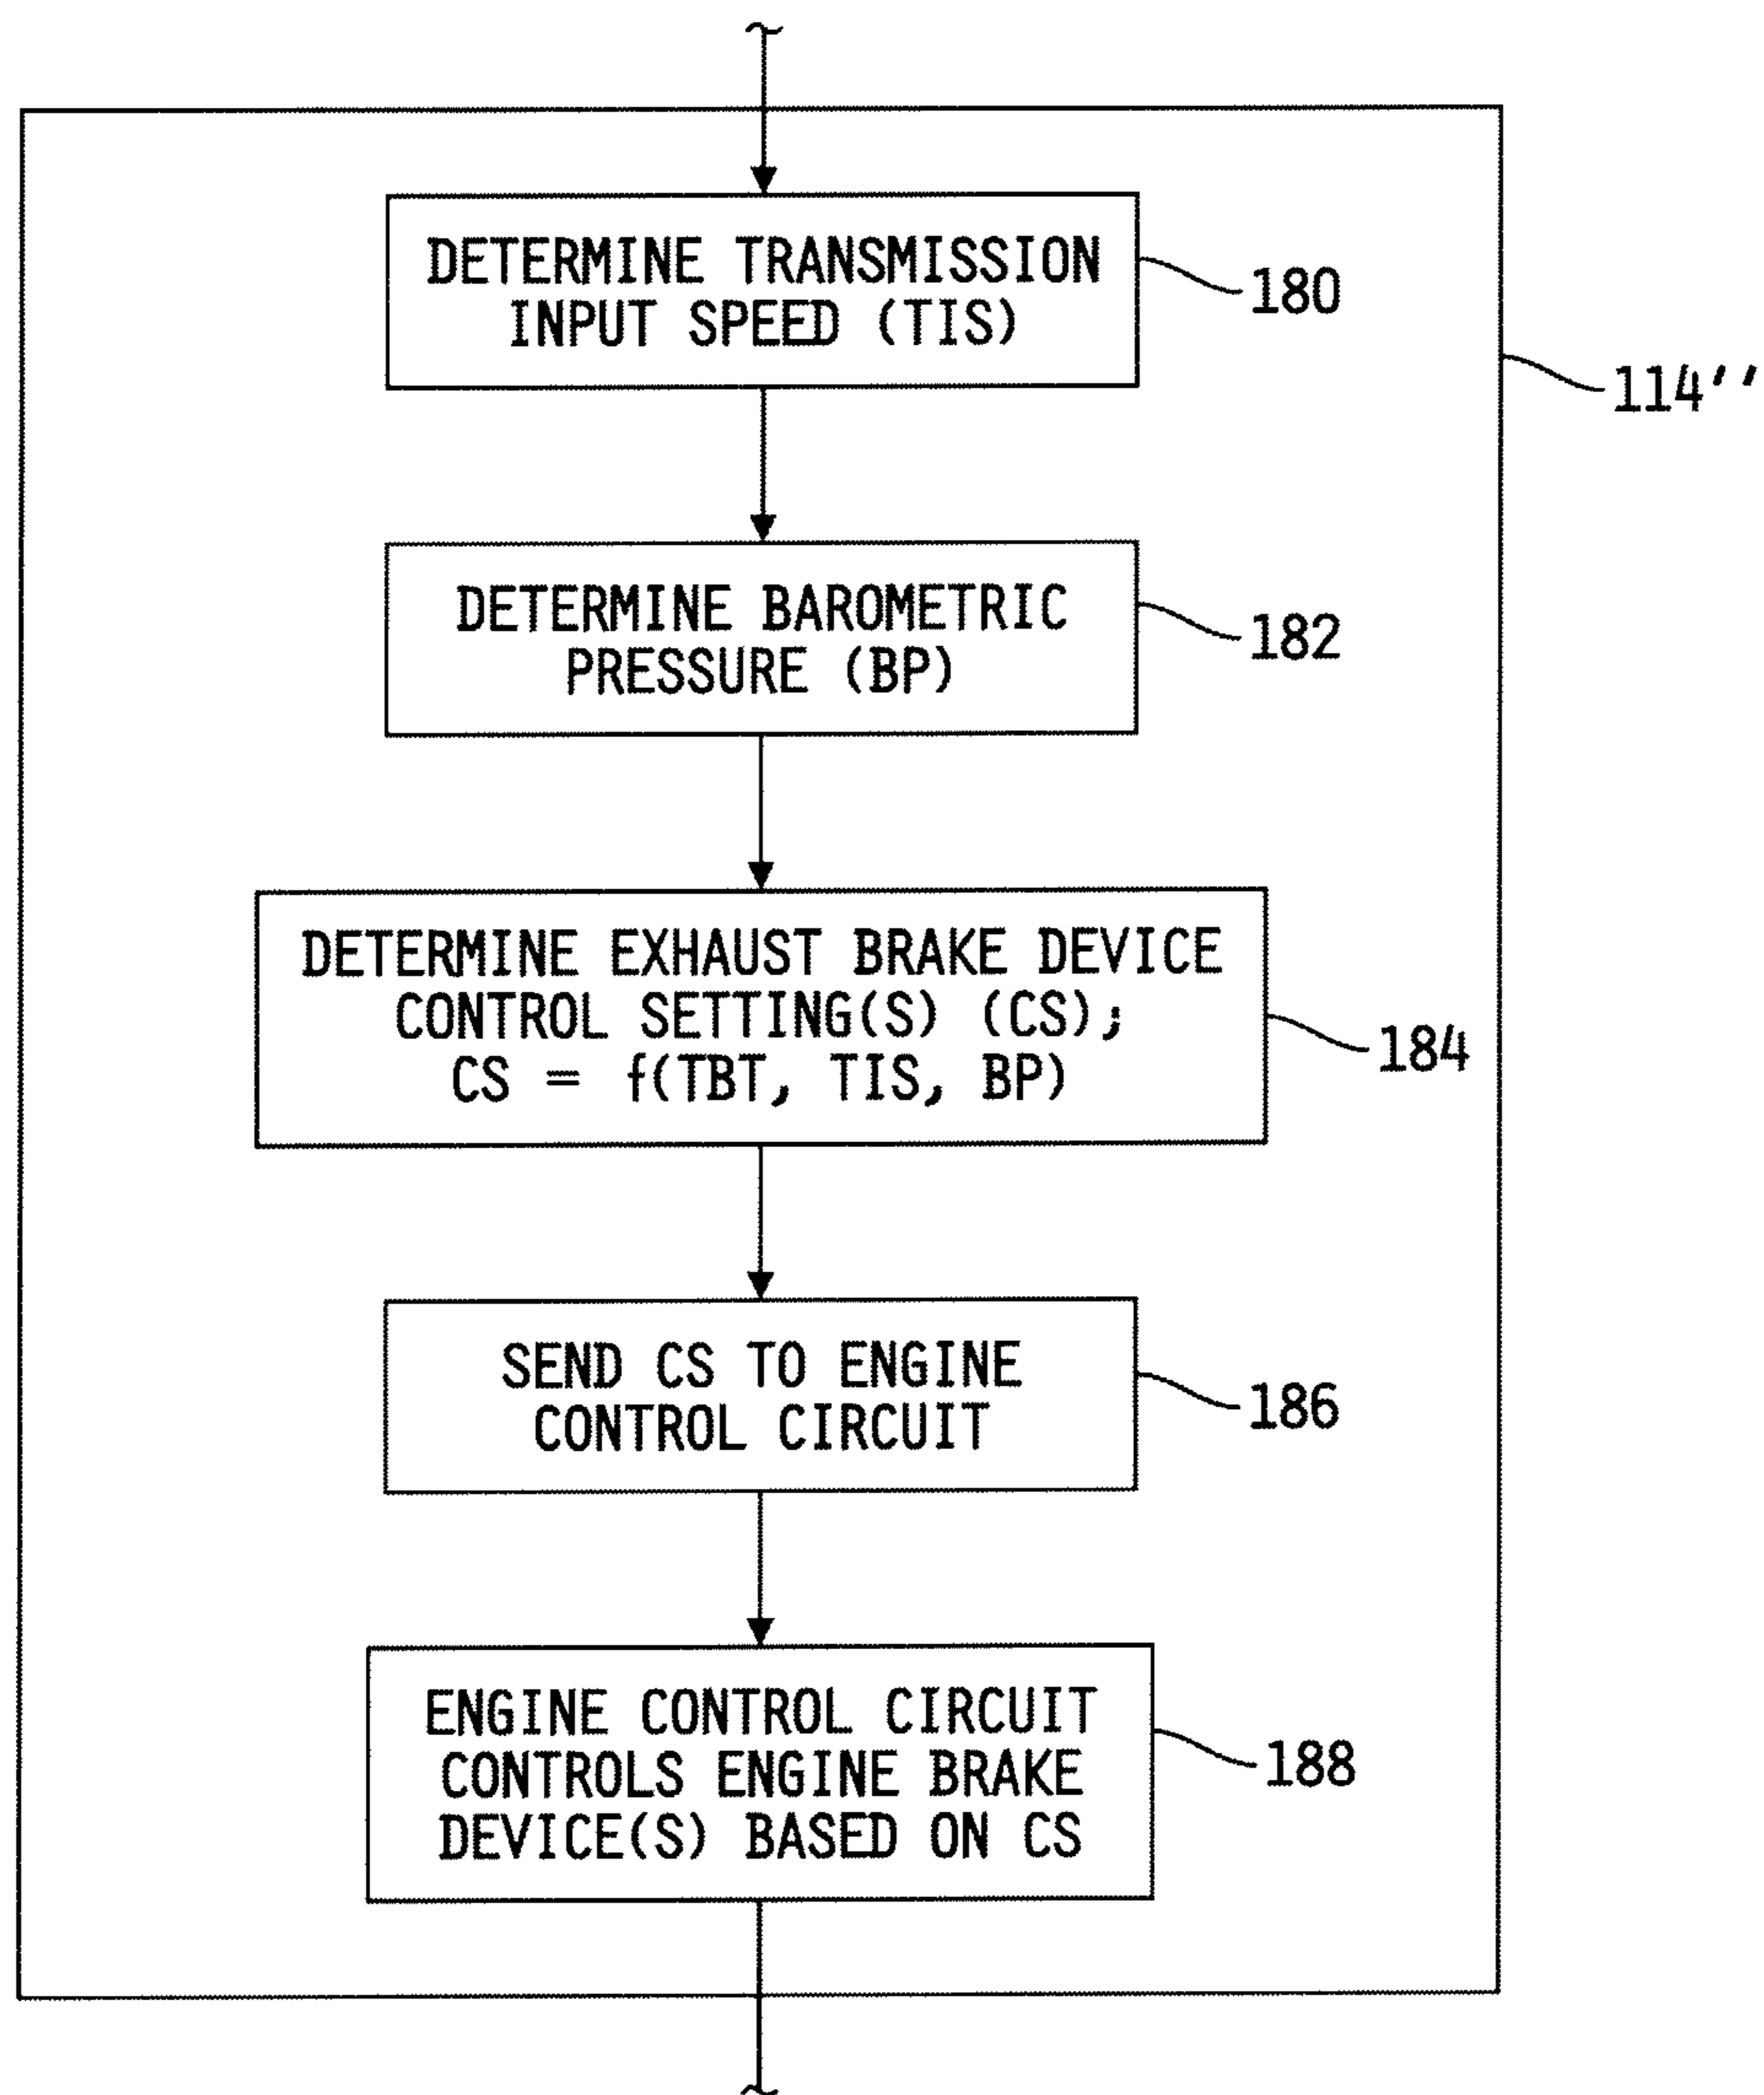 DETERMINE TRANSMISSION
INPUT SPEED (TIS)
180
114''
DETERMINE BAROMETRIC
PRESSURE (BP)
182
DETERMINE EXHAUST BRAKE DEVICE
CONTROL SETTING(S) (CS);
CS = f(TBT, TIS, BP)
184
SEND CS TO ENGINE
CONTROL CIRCUIT
186
ENGINE CONTROL CIRCUIT
CONTROLS ENGINE BRAKE
DEVICE(S) BASED ON CS
188